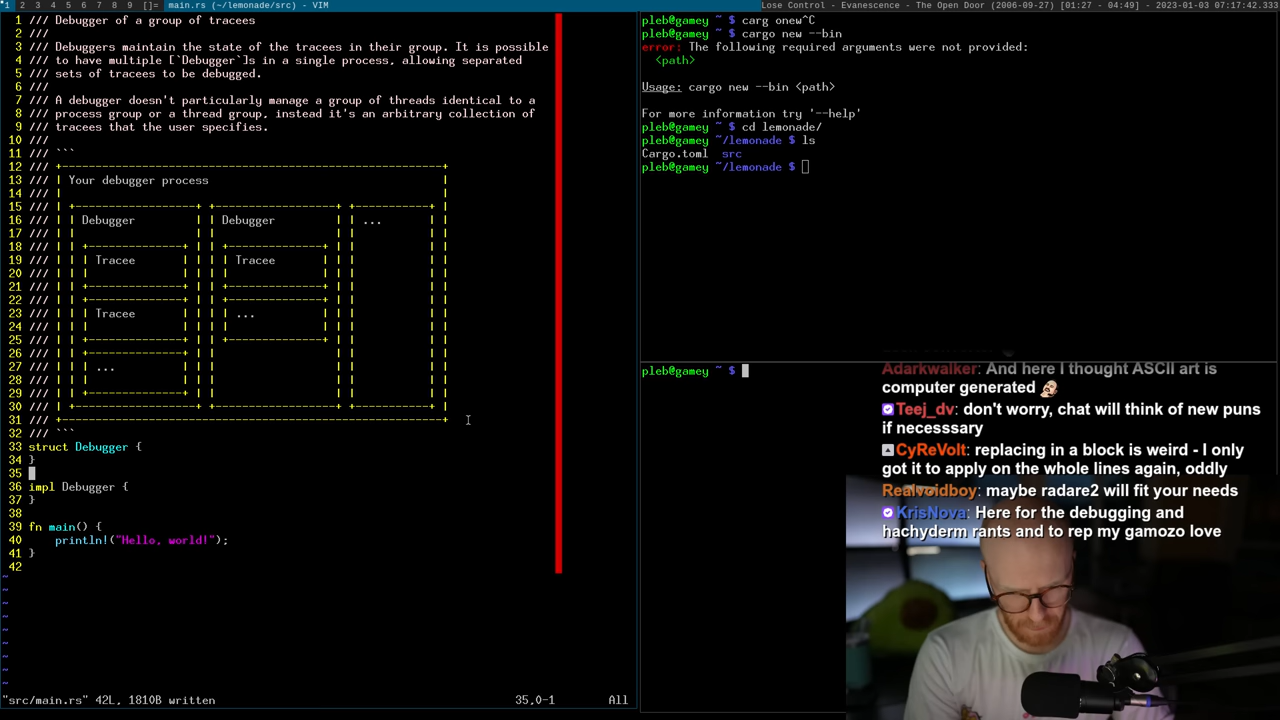 1 2 3 4 5 6 7 8 9 []= main.rs (~/lemonade/src) - VIM Lose Control - Evanescence - The Open Door (2006-09-27) [01:27 - 04:49] - 2023-01-03 07:17:42.333
1 /// Debugger of a group of tracees
2 ///
3 /// Debuggers maintain the state of the tracees in their group. It is possible
4 /// to have multiple [`Debugger`]s in a single process, allowing separated
5 /// sets of tracees to be debugged.
6 ///
7 /// A debugger doesn't particularly manage a group of threads identical to a
8 /// process group or a thread group, instead it's an arbitrary collection of
9 /// tracees that the user specifies.
10 ///
11 /// ```
12 /// +---------------------------------------------------------+
13 /// | Your debugger process                                   |
14 /// |                                                         |
15 /// | +------------------+ +------------------+ +-----------+ |
16 /// | | Debugger         | | Debugger         | | ...       | |
17 /// | |                  | |                  | |           | |
18 /// | | +--------------+ | | +--------------+ | |           | |
19 /// | | | Tracee       | | | | Tracee       | | |           | |
20 /// | | |              | | | |              | | |           | |
21 /// | | +--------------+ | | +--------------+ | |           | |
22 /// | | +--------------+ | | +--------------+ | |           | |
23 /// | | | Tracee       | | | | ...          | | |           | |
24 /// | | |              | | | |              | | |           | |
25 /// | | +--------------+ | | +--------------+ | |           | |
26 /// | | +--------------+ | |                  | |           | |
27 /// | | | ...          | | |                  | |           | |
28 /// | | |              | | |                  | |           | |
29 /// | | +--------------+ | |                  | |           | |
30 /// | +------------------+ +------------------+ +-----------+ |
31 /// +---------------------------------------------------------+
32 /// ```
33 struct Debugger {
34 }
35
36 impl Debugger {
37 }
38
39 fn main() {
40     println!("Hello, world!");
41 }
42
~
~
~
~
~
~
~
~
~
"src/main.rs" 42L, 1810B written 35,0-1 All
pleb@gamey ~ $ carg onew^C
pleb@gamey ~ $ cargo new --bin
error: The following required arguments were not provided:
<path>
Usage: cargo new --bin <path>
For more information try '--help'
pleb@gamey ~ $ cd lemonade/
pleb@gamey ~/lemonade $ ls
Cargo.toml src
pleb@gamey ~/lemonade $
pleb@gamey ~ $
Adarkwalker: And here I thought ASCII art is
computer generated
Teej_dv: don't worry, chat will think of new puns
if necesssary
CyReVolt: replacing in a block is weird - I only
got it to apply on the whole lines again, oddly
Realvoidboy: maybe radare2 will fit your needs
KrisNova: Here for the debugging and
hachyderm rants and to rep my gamozo love